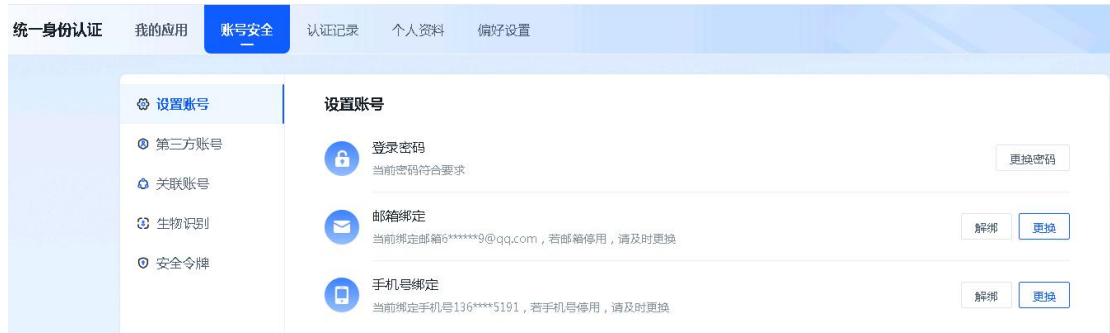 统一身份认证 我的应用 账号安全 认证记录 个人资料 偏好设置
设置账号
第三方账号
关联账号
生物识别
安全令牌
设置账号
登录密码
当前密码符合要求
更换密码
邮箱绑定
当前绑定邮箱6******9@qq.com，若邮箱停用，请及时更换
解绑 更换
手机号绑定
当前绑定手机号136****5191，若手机号停用，请及时更换
解绑 更换